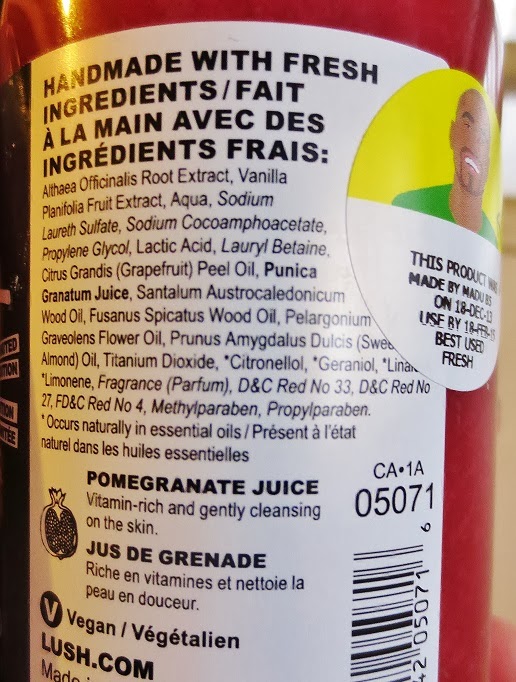 HANDMADE WITH FRESH
INGREDIENTS/FAIT
À LA MAIN AVEC DES
INGRÉDIENTS FRAIS:
Althaea Officinalis Root Extract, Vanilla
Planifolia Fruit Extract, Aqua, Sodium
Laureth Sulfate, Sodium Cocoamphoacetate,
Propylene Glycol, Lactic Acid, Lauryl Betaine,
Citrus Grandis (Grapefruit) Peel Oil, Punica
Granatum Juice, Santalum Austrocaledonicum
Wood Oil, Fusanus Spicatus Wood Oil, Pelargonium
Graveolens Flower Oil, Prunus Amygdalus Dulcis
Almond) Oil, Titanium Dioxide, *Citronellol, *Geraniol,
*Limonene, Fragrance (Parfum), D&C Red No 33, D&C Red No
27, FD&C Red No 4, Methylparaben, Propylparaben.
*Occurs naturally in essential oils / Présent à l'état
naturel dans les huiles essentielles
THIS PRODUCT
MADE BY MADU
ON 18-DEC-13
USE BY 18-FEB-15
BEST USED
FRESH
POMEGRANATE JUICE
Vitamin-rich and gently cleansing
on the skin.
JUS DE GRENADE
Riche en vitamines et nettoie la
peau en douceur.
CA•1A
05071
V Vegan / Végétalien
LUSH.COM
Made
42 05071 6